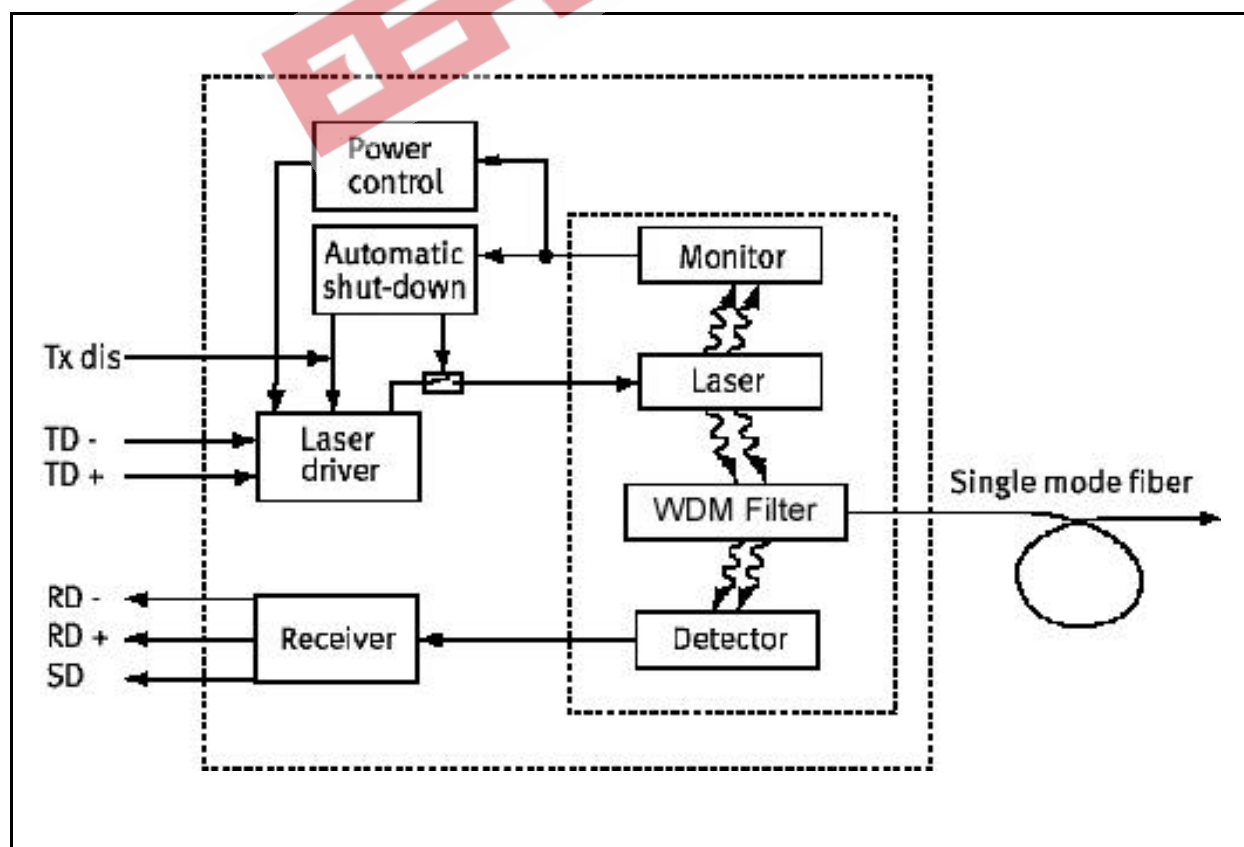 Power
control
Automatic
shut-down
Monitor
Tx dis
Laser
TD -
TD +
Laser
driver
WDM Filter
Single mode fiber
RD -
RD +
SD
Receiver
Detector